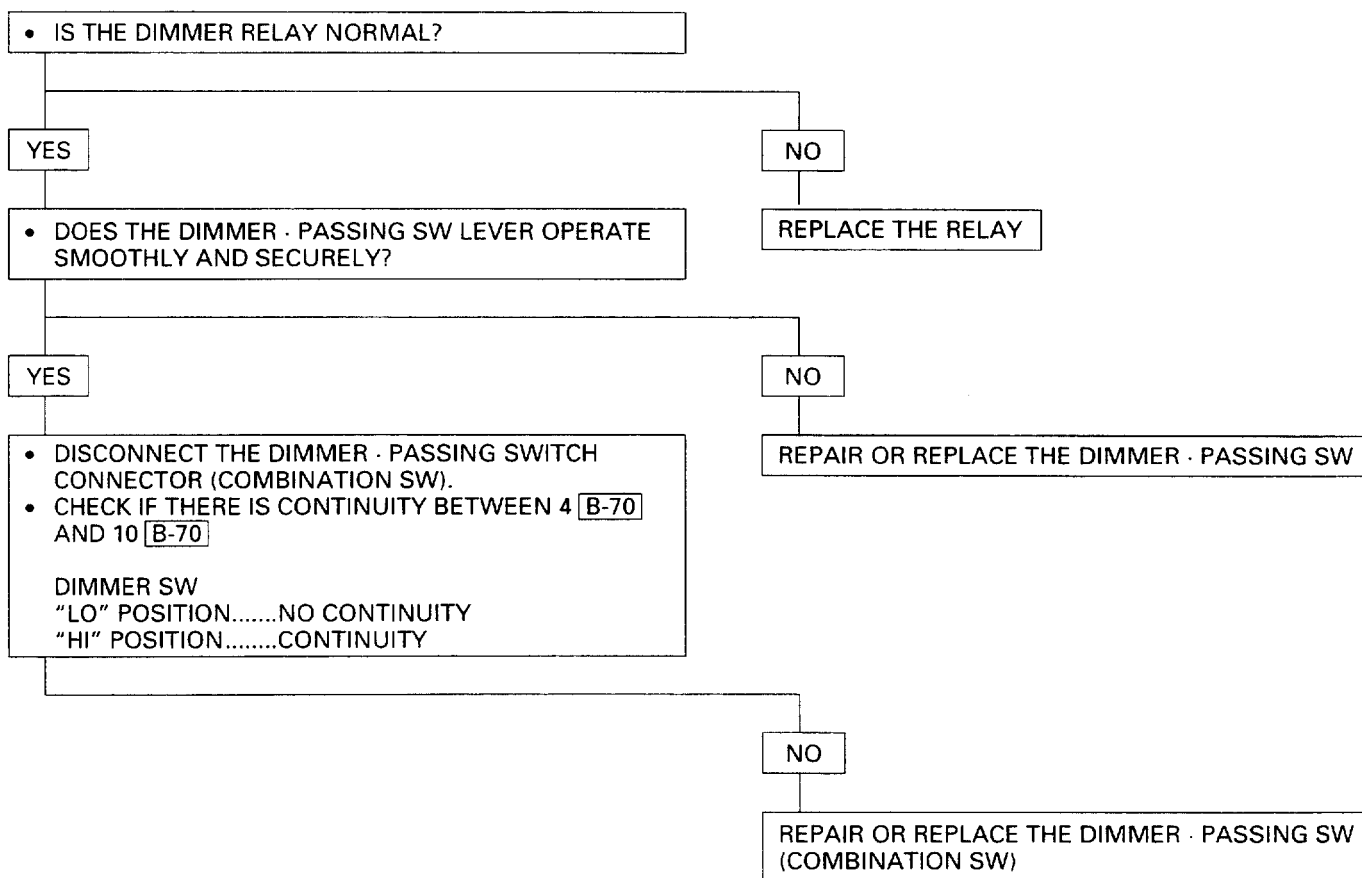 • IS THE DIMMER RELAY NORMAL?
YES
NO
• DOES THE DIMMER · PASSING SW LEVER OPERATE
SMOOTHLY AND SECURELY?
REPLACE THE RELAY
YES
NO
• DISCONNECT THE DIMMER · PASSING SWITCH
CONNECTOR (COMBINATION SW).
• CHECK IF THERE IS CONTINUITY BETWEEN 4 B-70
AND 10 B-70
DIMMER SW
“LO” POSITION.......NO CONTINUITY
“HI” POSITION........CONTINUITY
REPAIR OR REPLACE THE DIMMER · PASSING SW
NO
REPAIR OR REPLACE THE DIMMER · PASSING SW
(COMBINATION SW)